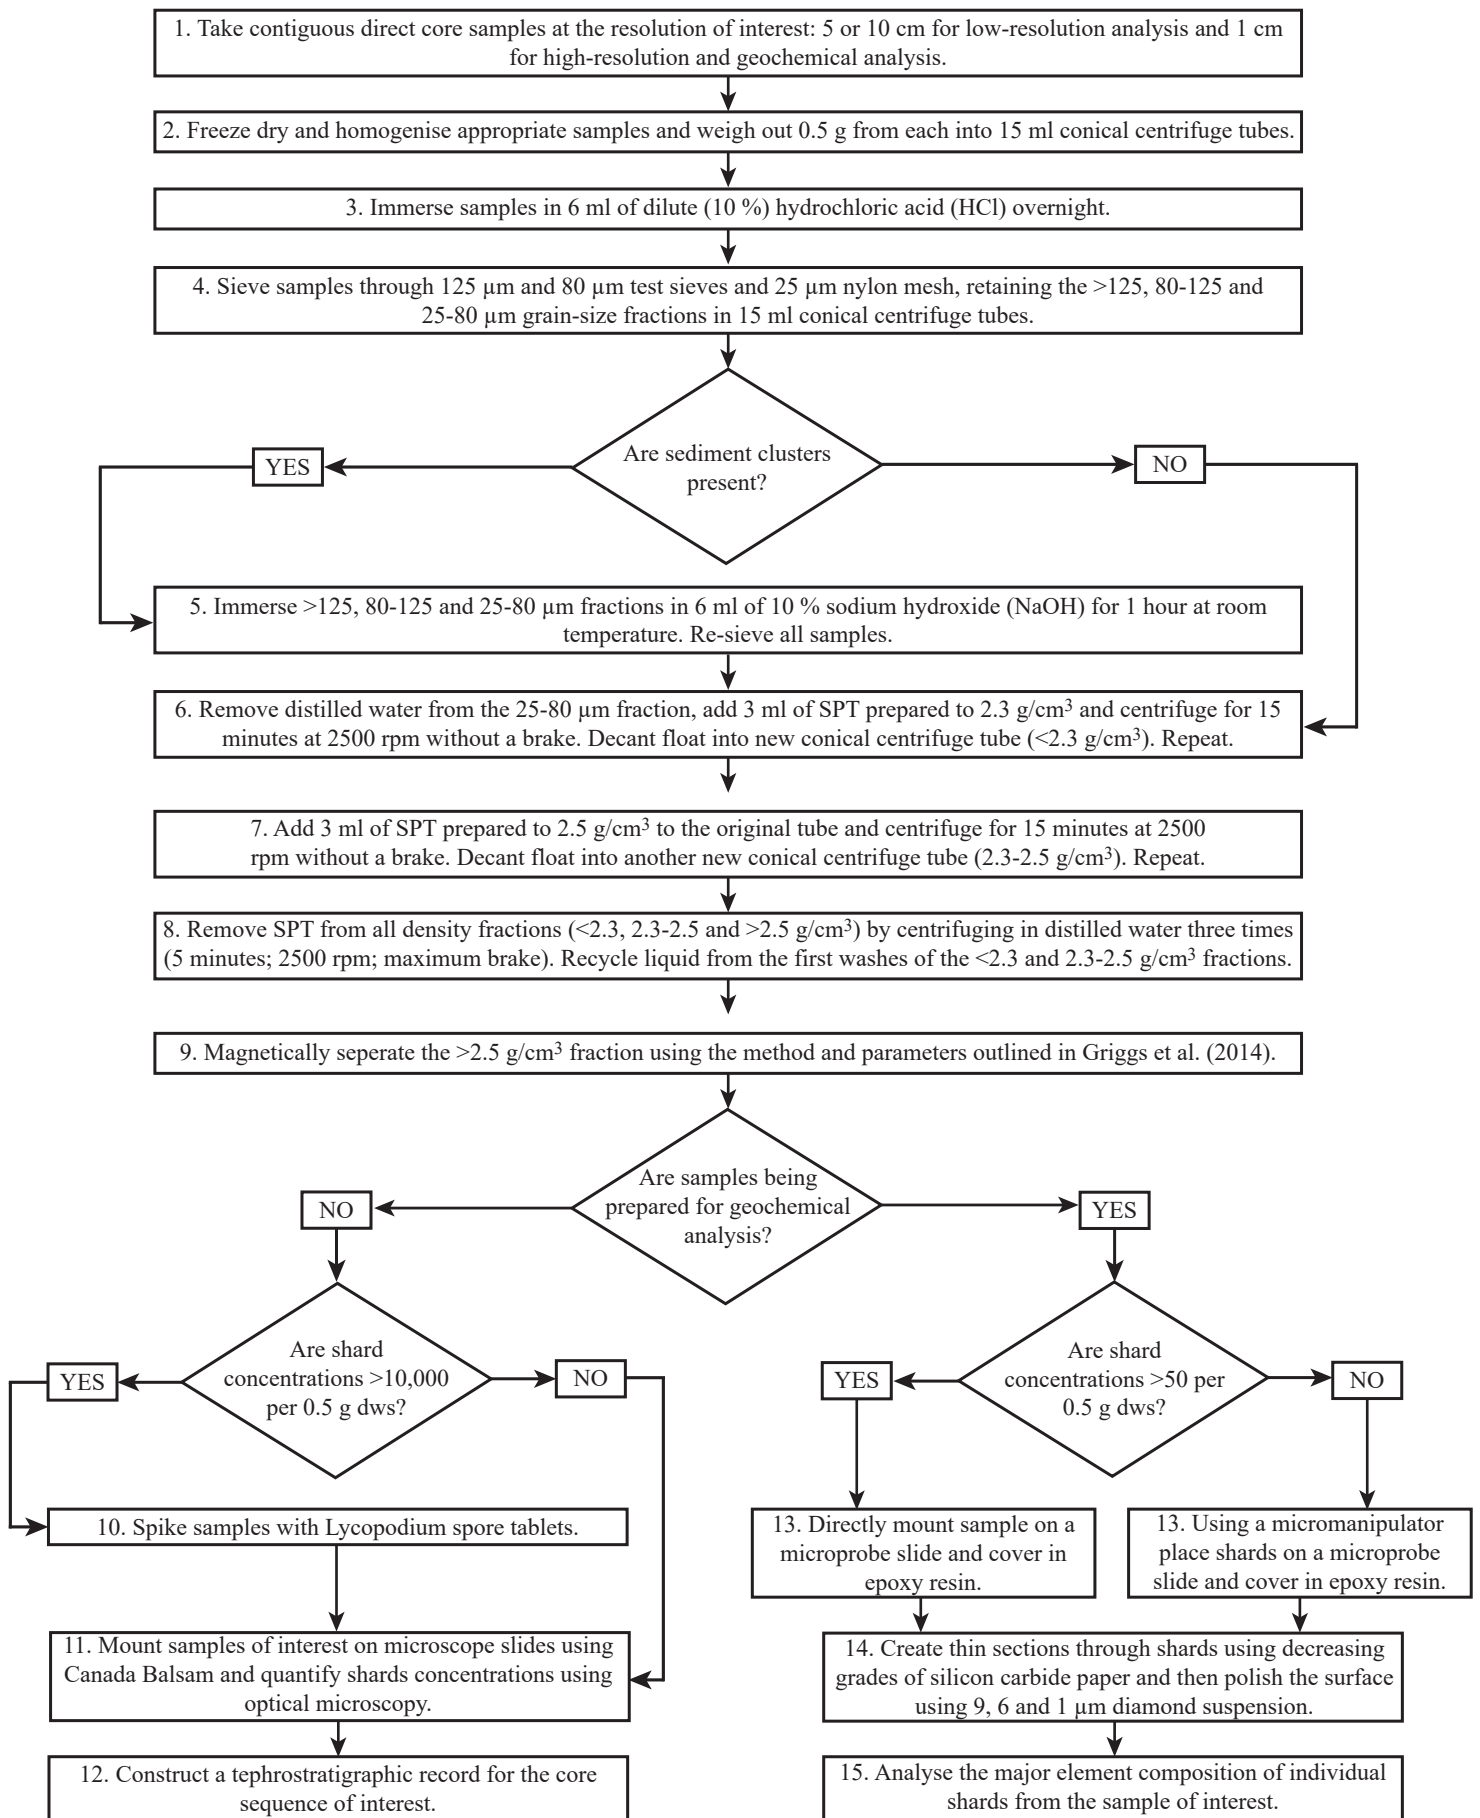 1. Take contiguous direct core samples at the resolution of interest: 5 or 10 cm for low-resolution analysis and 1 cm
for high-resolution and geochemical analysis.
2. Freeze dry and homogenise appropriate samples and weigh out 0.5 g from each into 15 ml conical centrifuge tubes.
3. Immerse samples in 6 ml of dilute (10 %) hydrochloric acid (HCl) overnight.
4. Sieve samples through 125 µm and 80 µm test sieves and 25 µm nylon mesh, retaining the >125, 80-125 and
25-80 µm grain-size fractions in 15 ml conical centrifuge tubes.
Are sediment clusters
present?
YES
NO
5. Immerse >125, 80-125 and 25-80 µm fractions in 6 ml of 10 % sodium hydroxide (NaOH) for 1 hour at room
temperature. Re-sieve all samples.
6. Remove distilled water from the 25-80 µm fraction, add 3 ml of SPT prepared to 2.3 g/cm³ and centrifuge for 15
minutes at 2500 rpm without a brake. Decant float into new conical centrifuge tube (<2.3 g/cm³). Repeat.
7. Add 3 ml of SPT prepared to 2.5 g/cm³ to the original tube and centrifuge for 15 minutes at 2500
rpm without a brake. Decant float into another new conical centrifuge tube (2.3-2.5 g/cm³). Repeat.
8. Remove SPT from all density fractions (<2.3, 2.3-2.5 and >2.5 g/cm³) by centrifuging in distilled water three times
(5 minutes; 2500 rpm; maximum brake). Recycle liquid from the first washes of the <2.3 and 2.3-2.5 g/cm³ fractions.
9. Magnetically seperate the >2.5 g/cm³ fraction using the method and parameters outlined in Griggs et al. (2014).
Are samples being
prepared for geochemical
analysis?
NO
YES
Are shard
concentrations >10,000
per 0.5 g dws?
YES
NO
Are shard
concentrations >50 per
0.5 g dws?
YES
NO
10. Spike samples with Lycopodium spore tablets.
11. Mount samples of interest on microscope slides using
Canada Balsam and quantify shards concentrations using
optical microscopy.
12. Construct a tephrostratigraphic record for the core
sequence of interest.
13. Directly mount sample on a
microprobe slide and cover in
epoxy resin.
13. Using a micromanipulator
place shards on a microprobe
slide and cover in epoxy resin.
14. Create thin sections through shards using decreasing
grades of silicon carbide paper and then polish the surface
using 9, 6 and 1 µm diamond suspension.
15. Analyse the major element composition of individual
shards from the sample of interest.